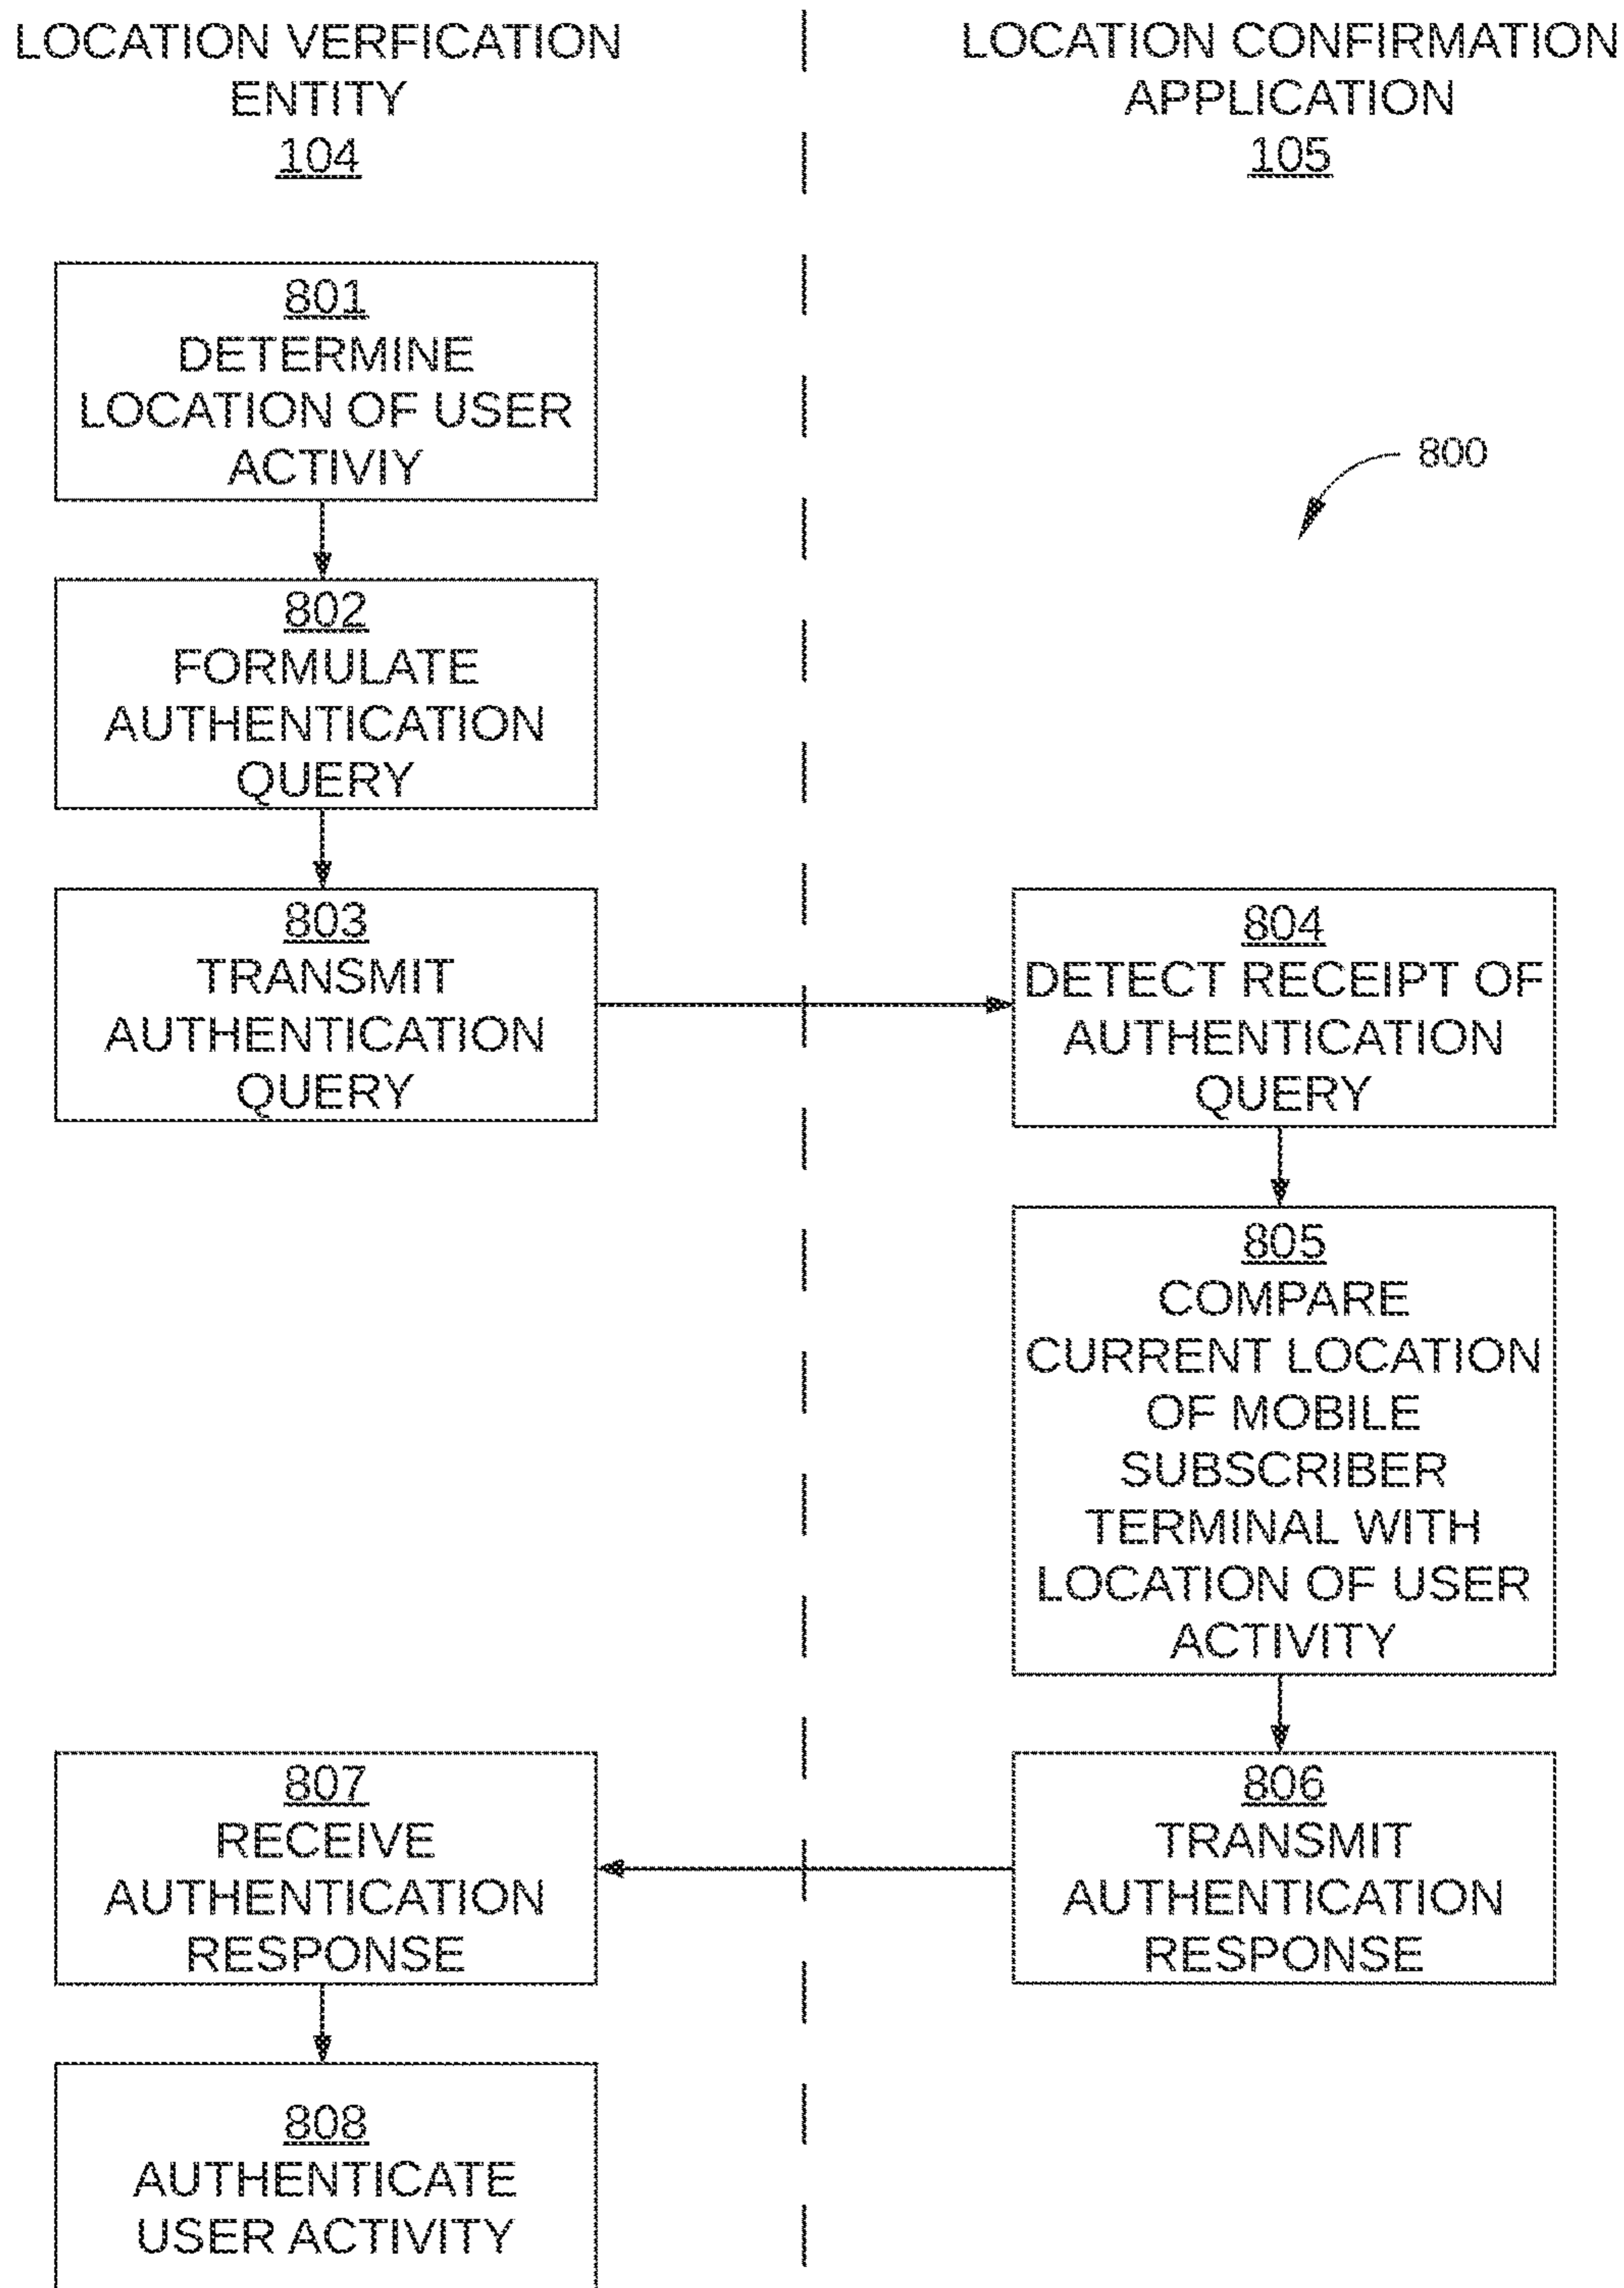 LOCATION VERFICATION
ENTITY
104
LOCATION CONFIRMATION
APPLICATION
105
801
DETERMINE
LOCATION OF USER
ACTIVIY
800
802
FORMULATE
AUTHENTICATION
QUERY
803
TRANSMIT
AUTHENTICATION
QUERY
804
DETECT RECEIPT OF
AUTHENTICATION
QUERY
805
COMPARE
CURRENT LOCATION
OF MOBILE
SUBSCRIBER
TERMINAL WITH
LOCATION OF USER
ACTIVITY
806
TRANSMIT
AUTHENTICATION
RESPONSE
807
RECEIVE
AUTHENTICATION
RESPONSE
808
AUTHENTICATE
USER ACTIVITY